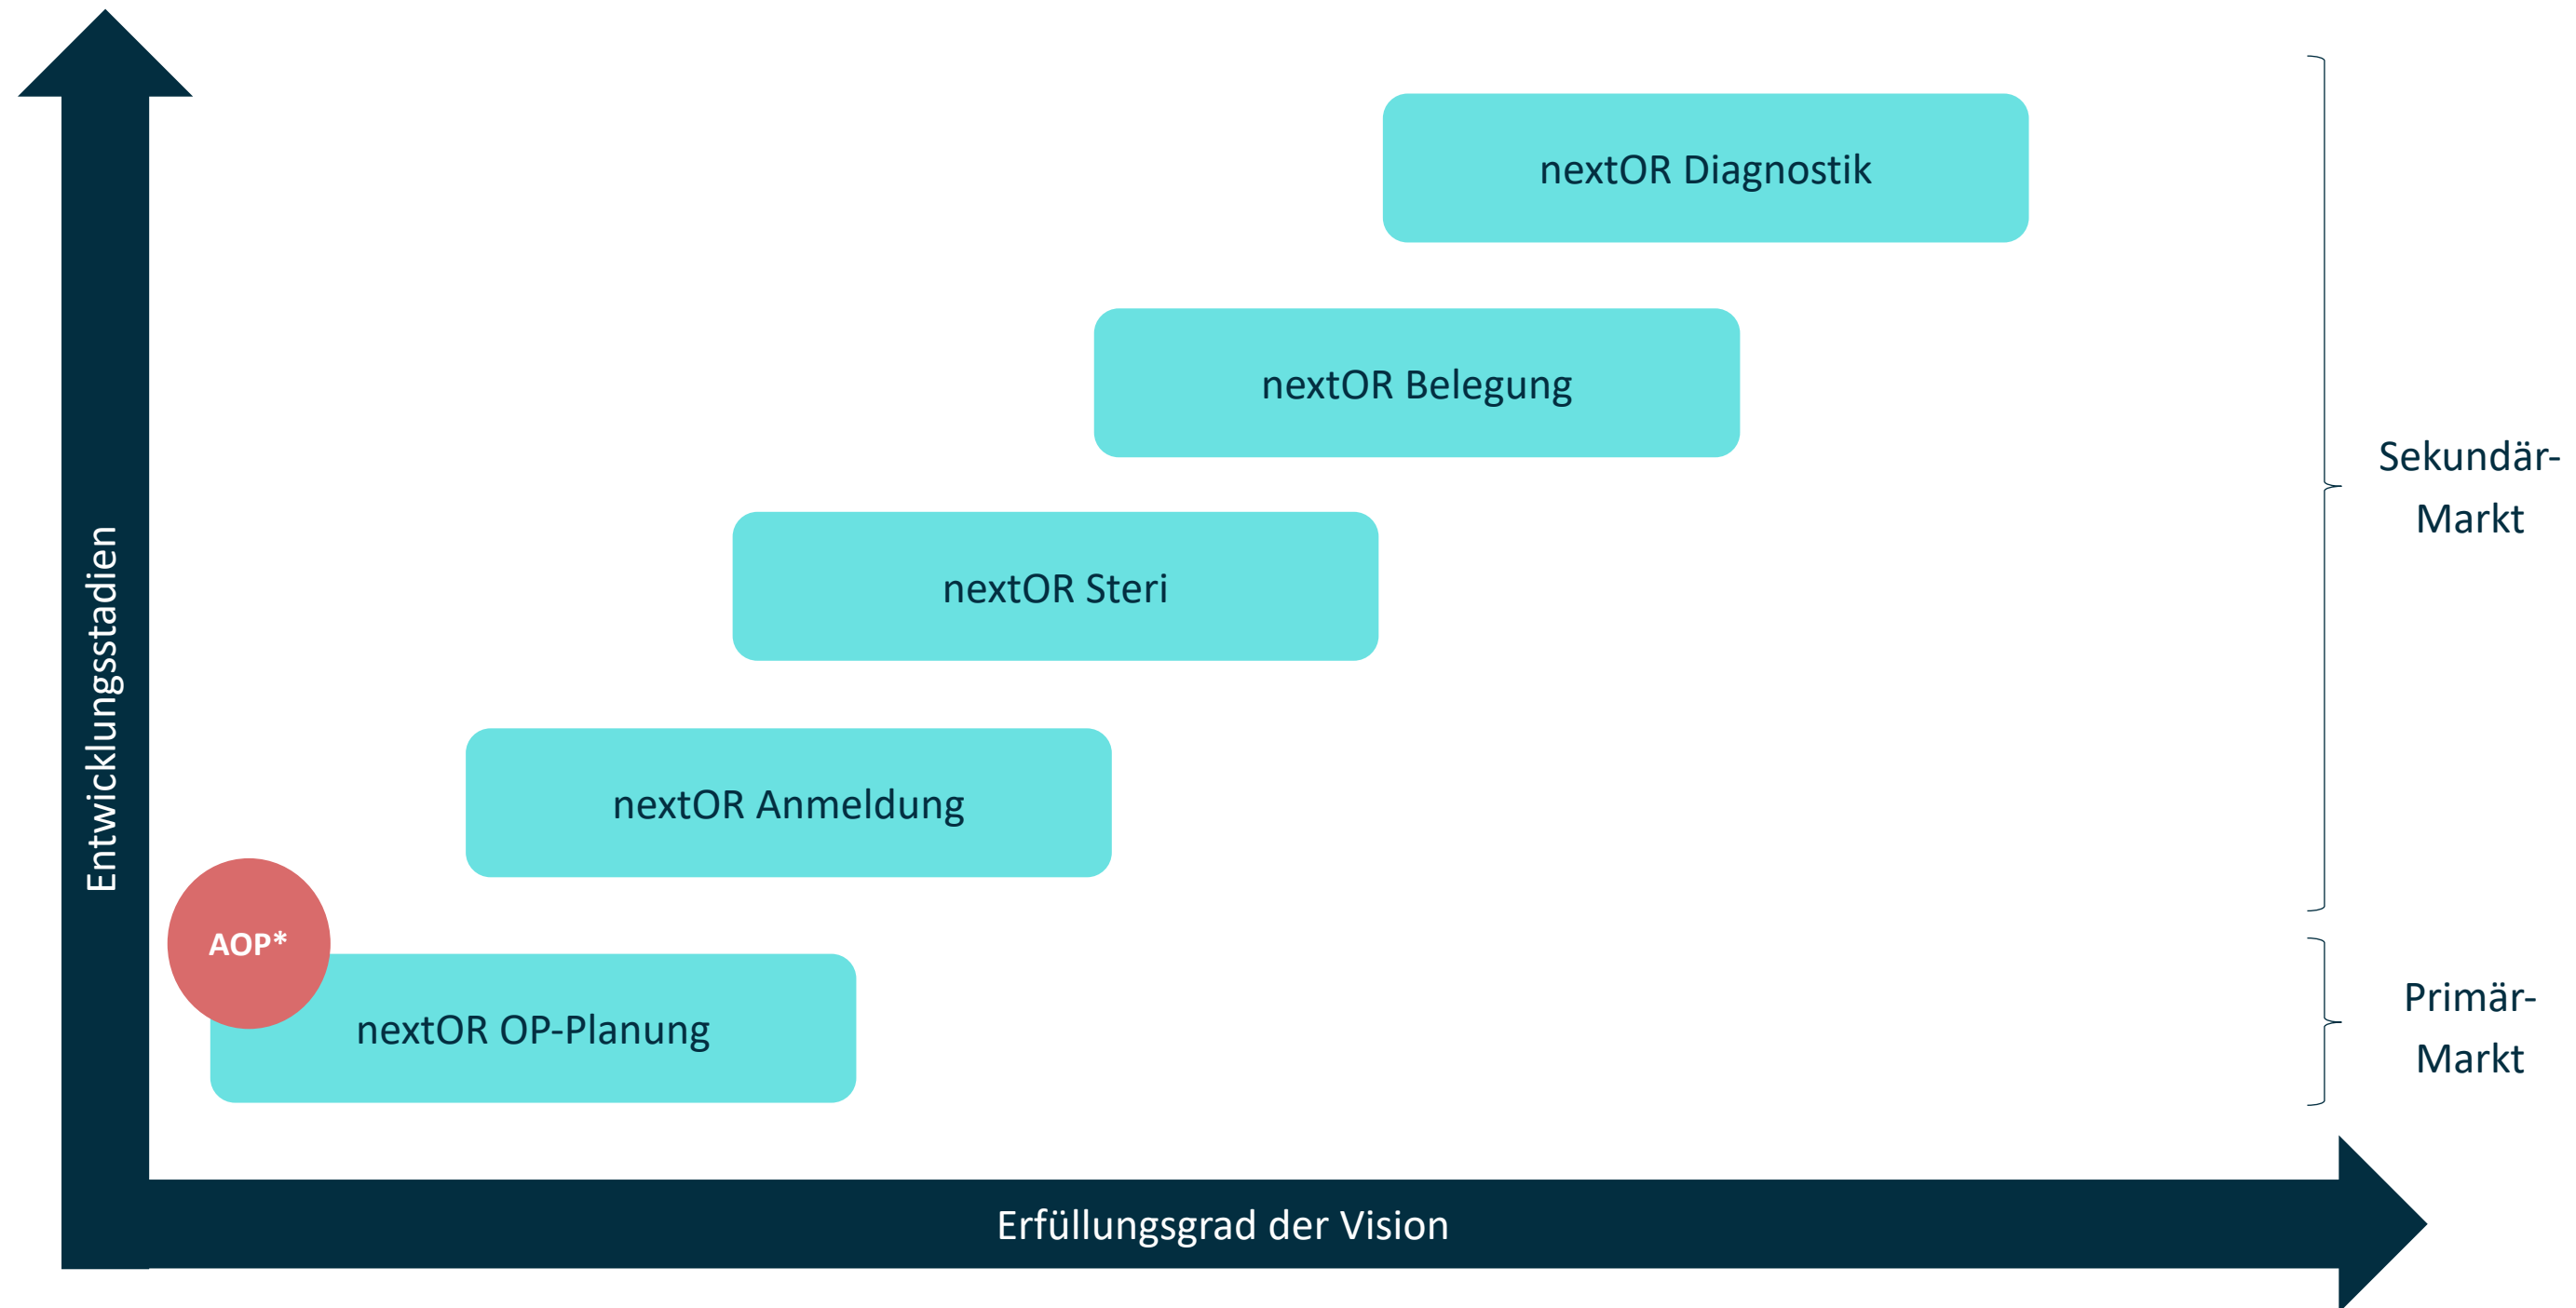 nextOR Diagnostik
nextOR Belegung
Sekundär-
Markt
nextOR Steri
Entwicklungsstadien
nextOR Anmeldung
AOP*
nextOR OP-Planung
Primär-
Markt
Erfüllungsgrad der Vision